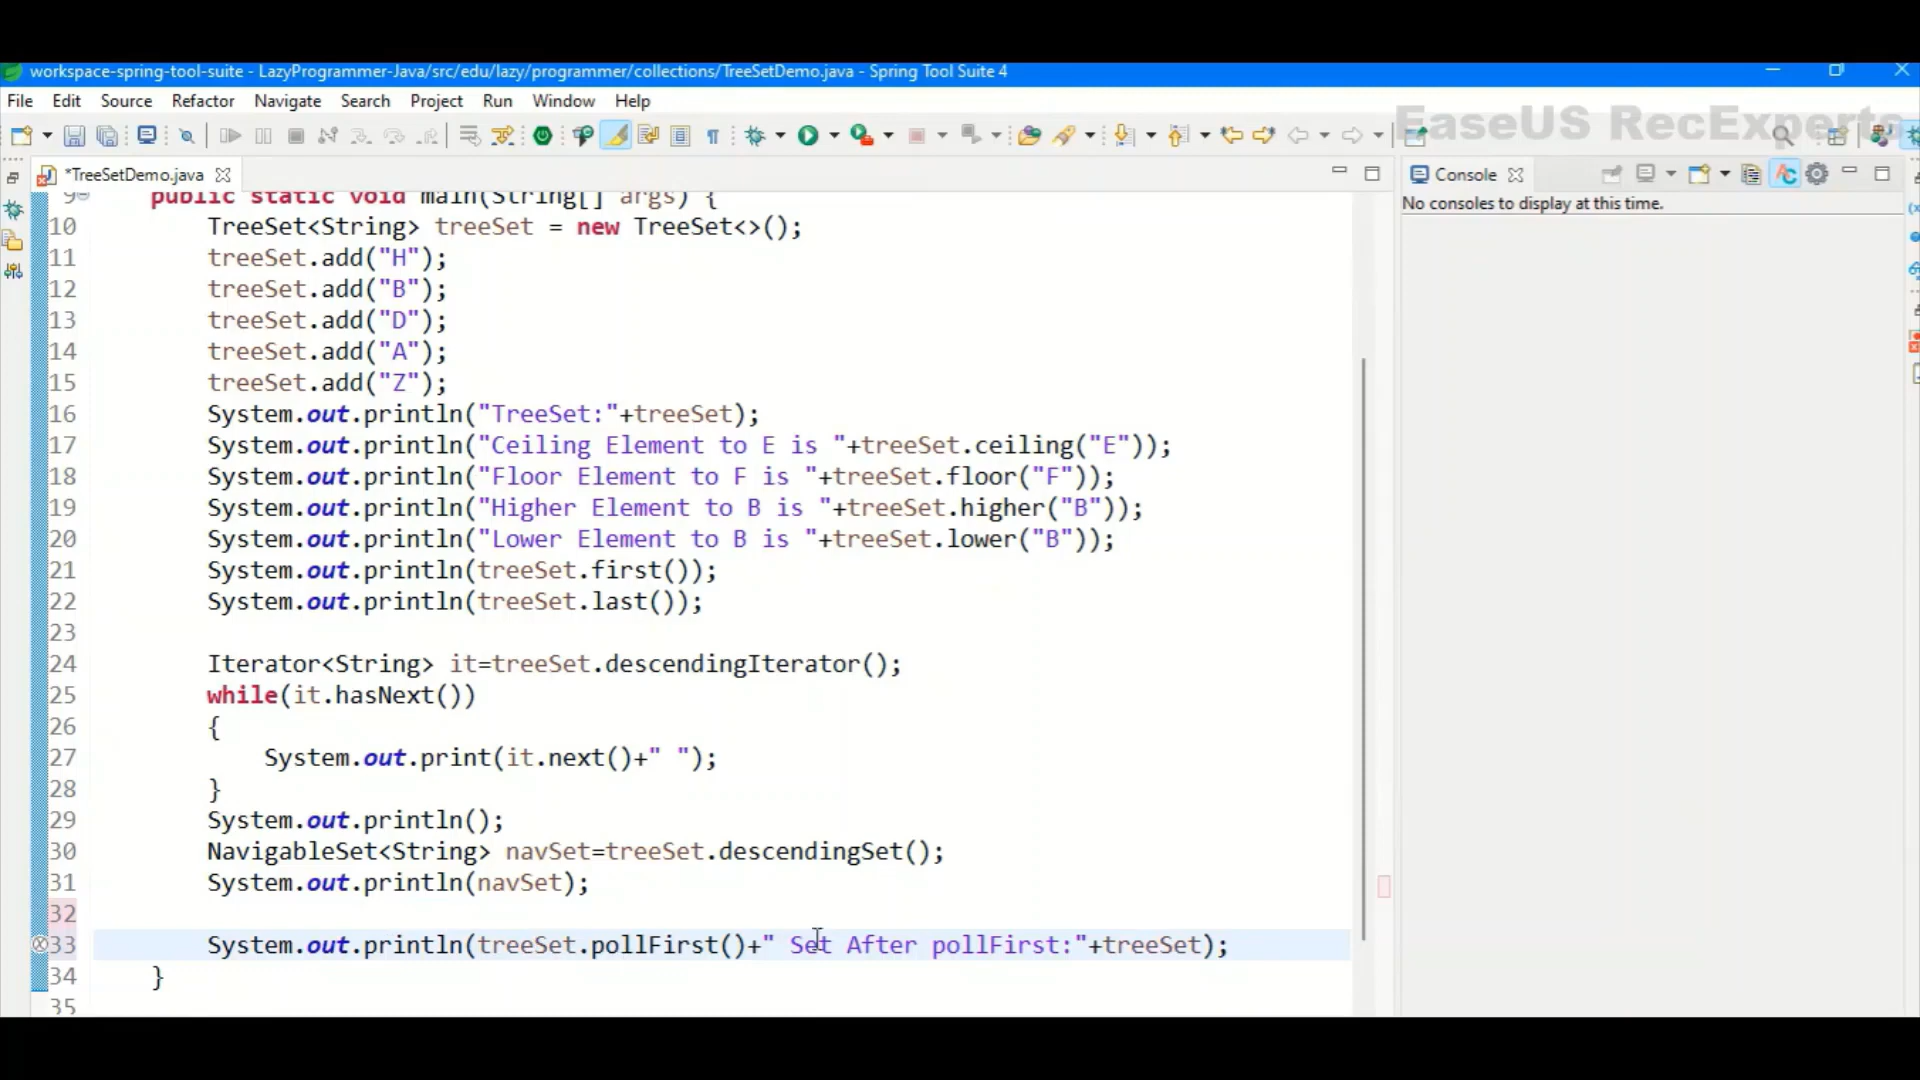 workspace-spring-tool-suite - LazyProgrammer-Java/src/edu/lazy/programmer/collections/TreeSetDemo.java - Spring Tool Suite 4
File Edit Source Refactor Navigate Search Project Run Window Help
EaseUS RecExperts
*TreeSetDemo.java
Console
No consoles to display at this time.
9 public static void main(String[] args) {
10 TreeSet<String> treeSet = new TreeSet<>();
11 treeSet.add("H");
12 treeSet.add("B");
13 treeSet.add("D");
14 treeSet.add("A");
15 treeSet.add("Z");
16 System.out.println("TreeSet:"+treeSet);
17 System.out.println("Ceiling Element to E is "+treeSet.ceiling("E"));
18 System.out.println("Floor Element to F is "+treeSet.floor("F"));
19 System.out.println("Higher Element to B is "+treeSet.higher("B"));
20 System.out.println("Lower Element to B is "+treeSet.lower("B"));
21 System.out.println(treeSet.first());
22 System.out.println(treeSet.last());
23
24 Iterator<String> it=treeSet.descendingIterator();
25 while(it.hasNext())
26 {
27 System.out.print(it.next()+" ");
28 }
29 System.out.println();
30 NavigableSet<String> navSet=treeSet.descendingSet();
31 System.out.println(navSet);
32
33 System.out.println(treeSet.pollFirst()+" Set After pollFirst:"+treeSet);
34 }
35